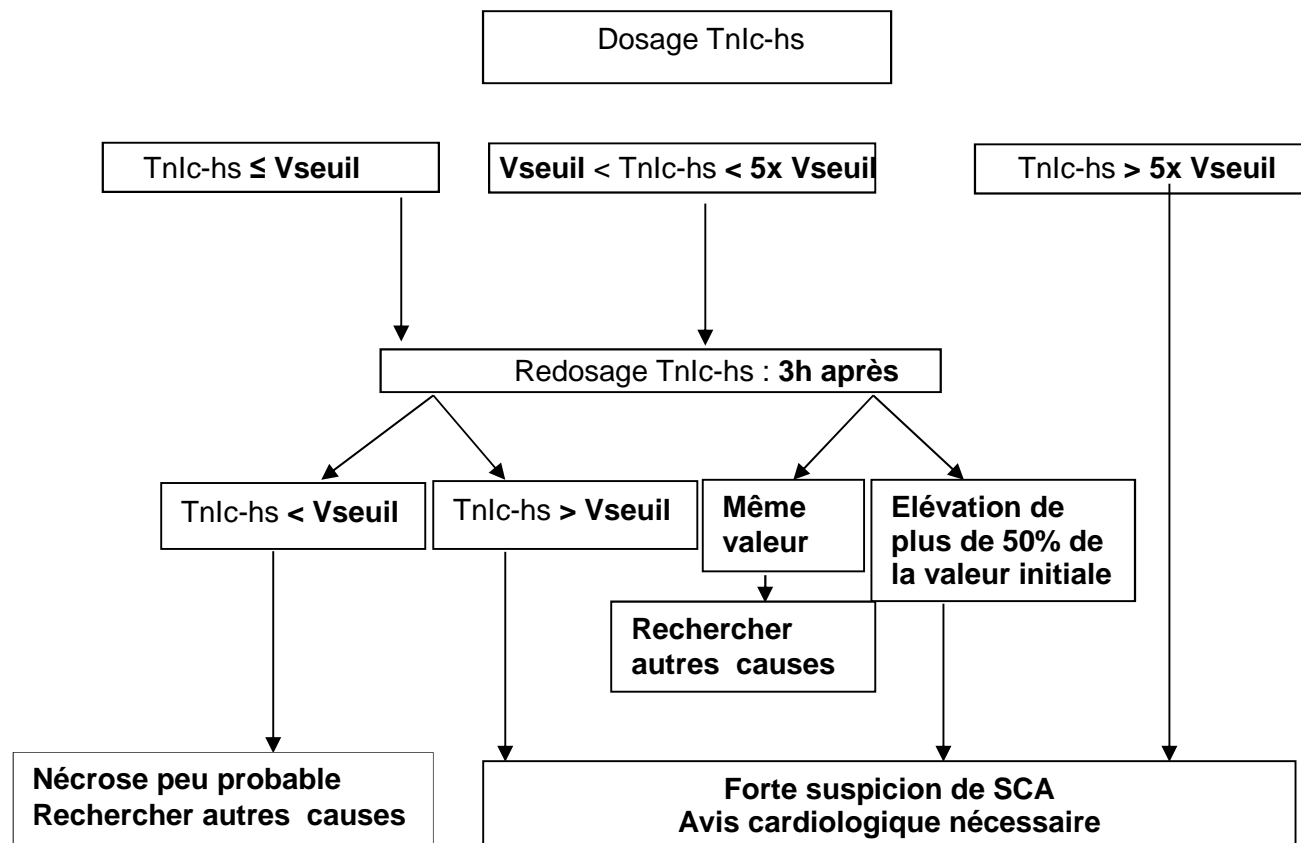 Dosage TnIc-hs
TnIc-hs ≤ Vseuil
Vseuil < TnIc-hs < 5x Vseuil
TnIc-hs > 5x Vseuil
Redosage TnIc-hs : 3h après
TnIc-hs < Vseuil
TnIc-hs > Vseuil
Même
valeur
Elévation de
plus de 50% de
la valeur initiale
Rechercher
autres causes
Nécrose peu probable
Rechercher autres causes
Forte suspicion de SCA
Avis cardiologique nécessaire